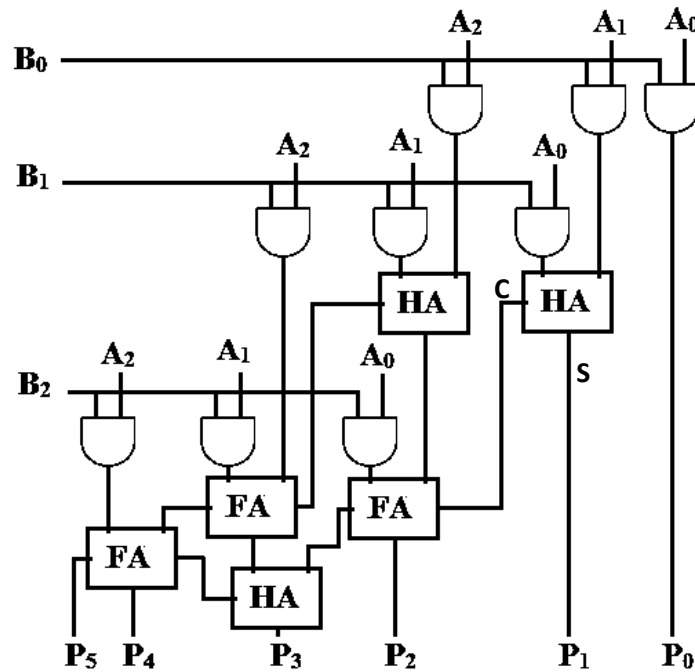 A₂ A₁ A₀
B₀
A₂ A₁ A₀
B₁
HA C HA
A₂ A₁ A₀ S
B₂
FA FA
FA HA
P₅ P₄ P₃ P₂ P₁ P₀